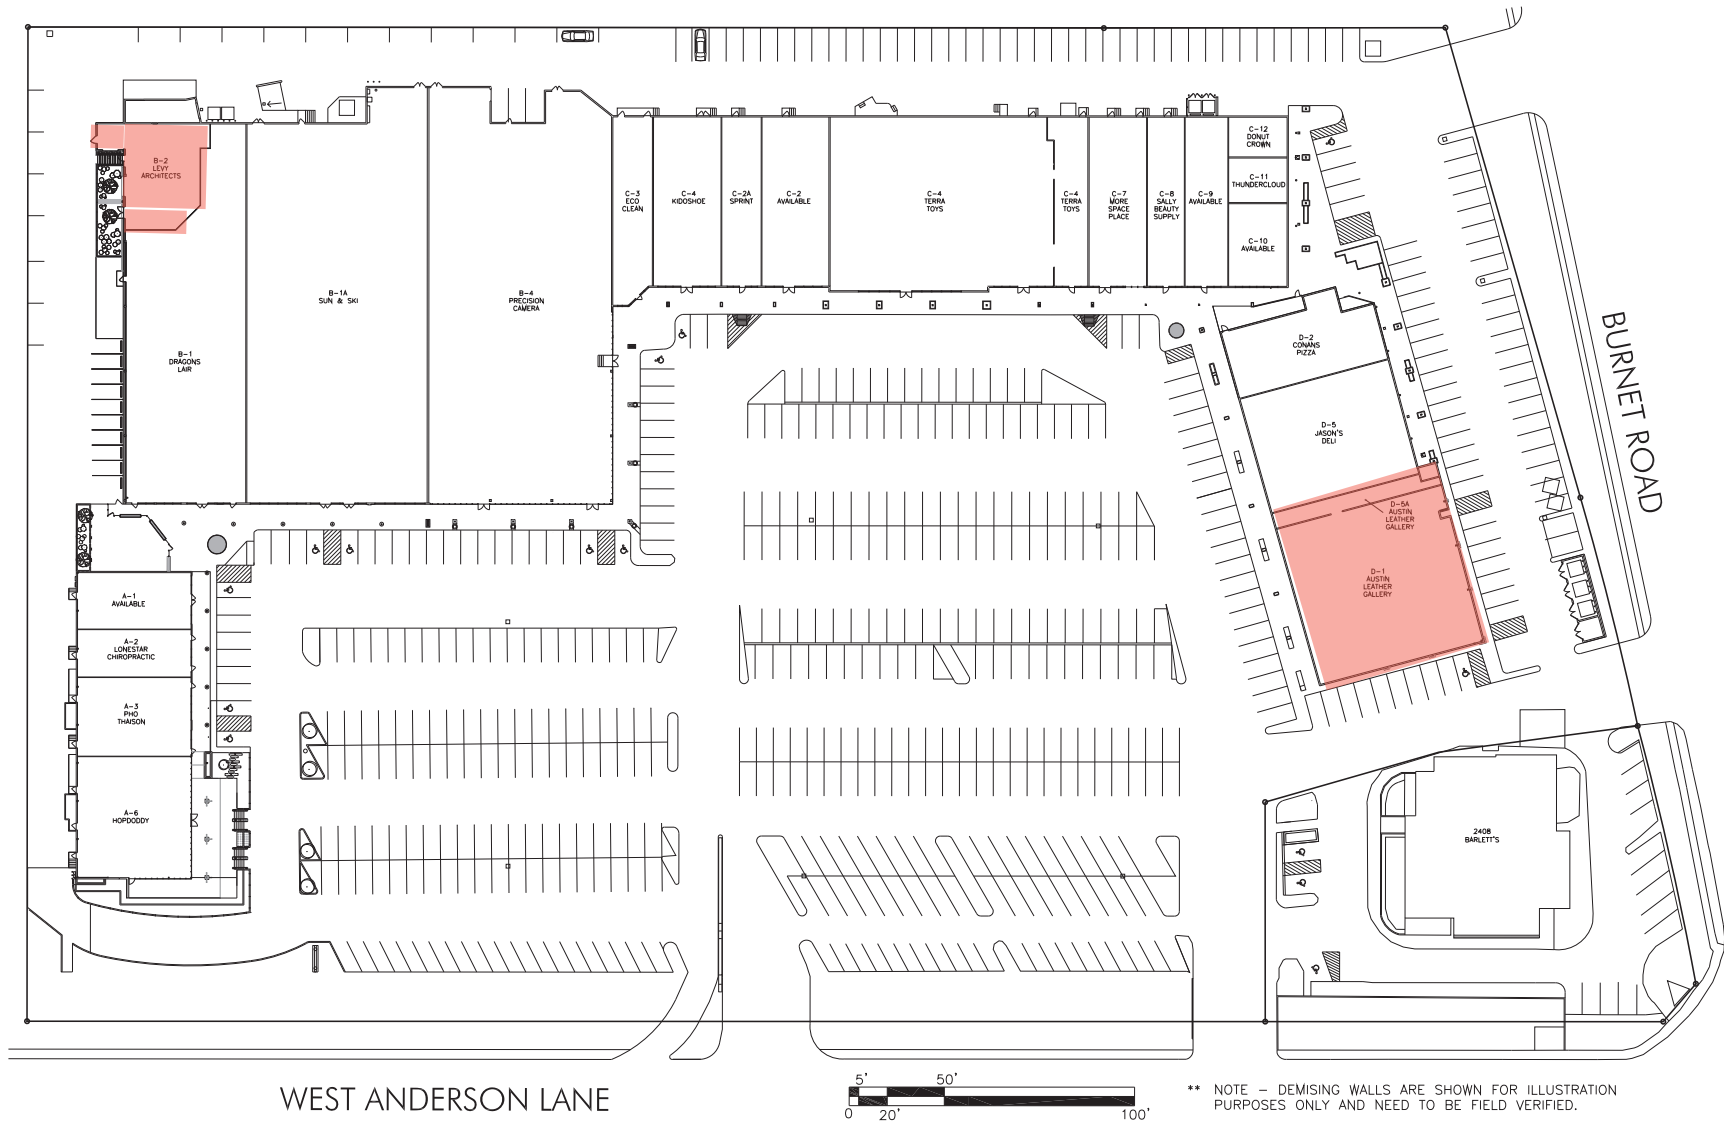 B-2
LEVY
ARCHITECTS
B-1
DRAGONS
LAIR
B-1A
SUN & SKI
B-4
PRECISION
CAMERA
C-3
ECO
CLEAN
C-4
KIDOSHOE
C-2A
SPRINT
C-2
AVAILABLE
C-4
TERRA
TOYS
C-4
TERRA
TOYS
C-7
MORE
SPACE
PLACE
C-8
SALLY
BEAUTY
SUPPLY
C-9
AVAILABLE
C-12
DONUT
CROWN
C-11
THUNDERCLOUD
C-10
AVAILABLE
D-2
CONANS
PIZZA
D-5
JASON'S
DELI
D-5A
AUSTIN
LEATHER
GALLERY
D-1
AUSTIN
LEATHER
GALLERY
BURNET ROAD
A-1
AVAILABLE
A-2
LONESTAR
CHIROPRACTIC
A-3
PHO
THAISON
A-6
HOPDODDY
2408
BARLETT'S
WEST ANDERSON LANE
5' 50'
0 20' 100'
** NOTE – DEMISING WALLS ARE SHOWN FOR ILLUSTRATION
PURPOSES ONLY AND NEED TO BE FIELD VERIFIED.